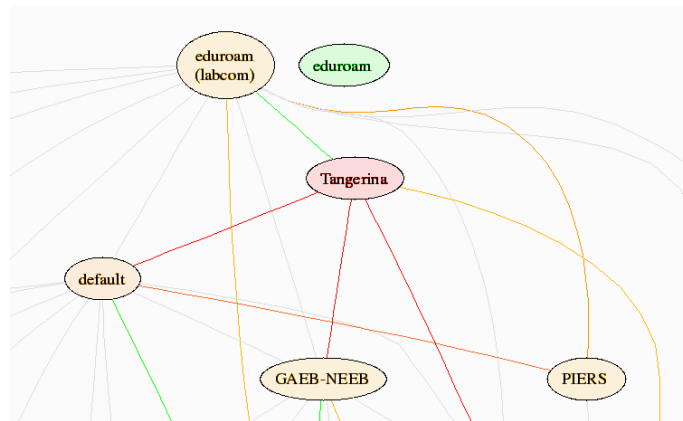 eduroam
(labcom)
eduroam
Tangerina
default
GAEB-NEEB
PIERS